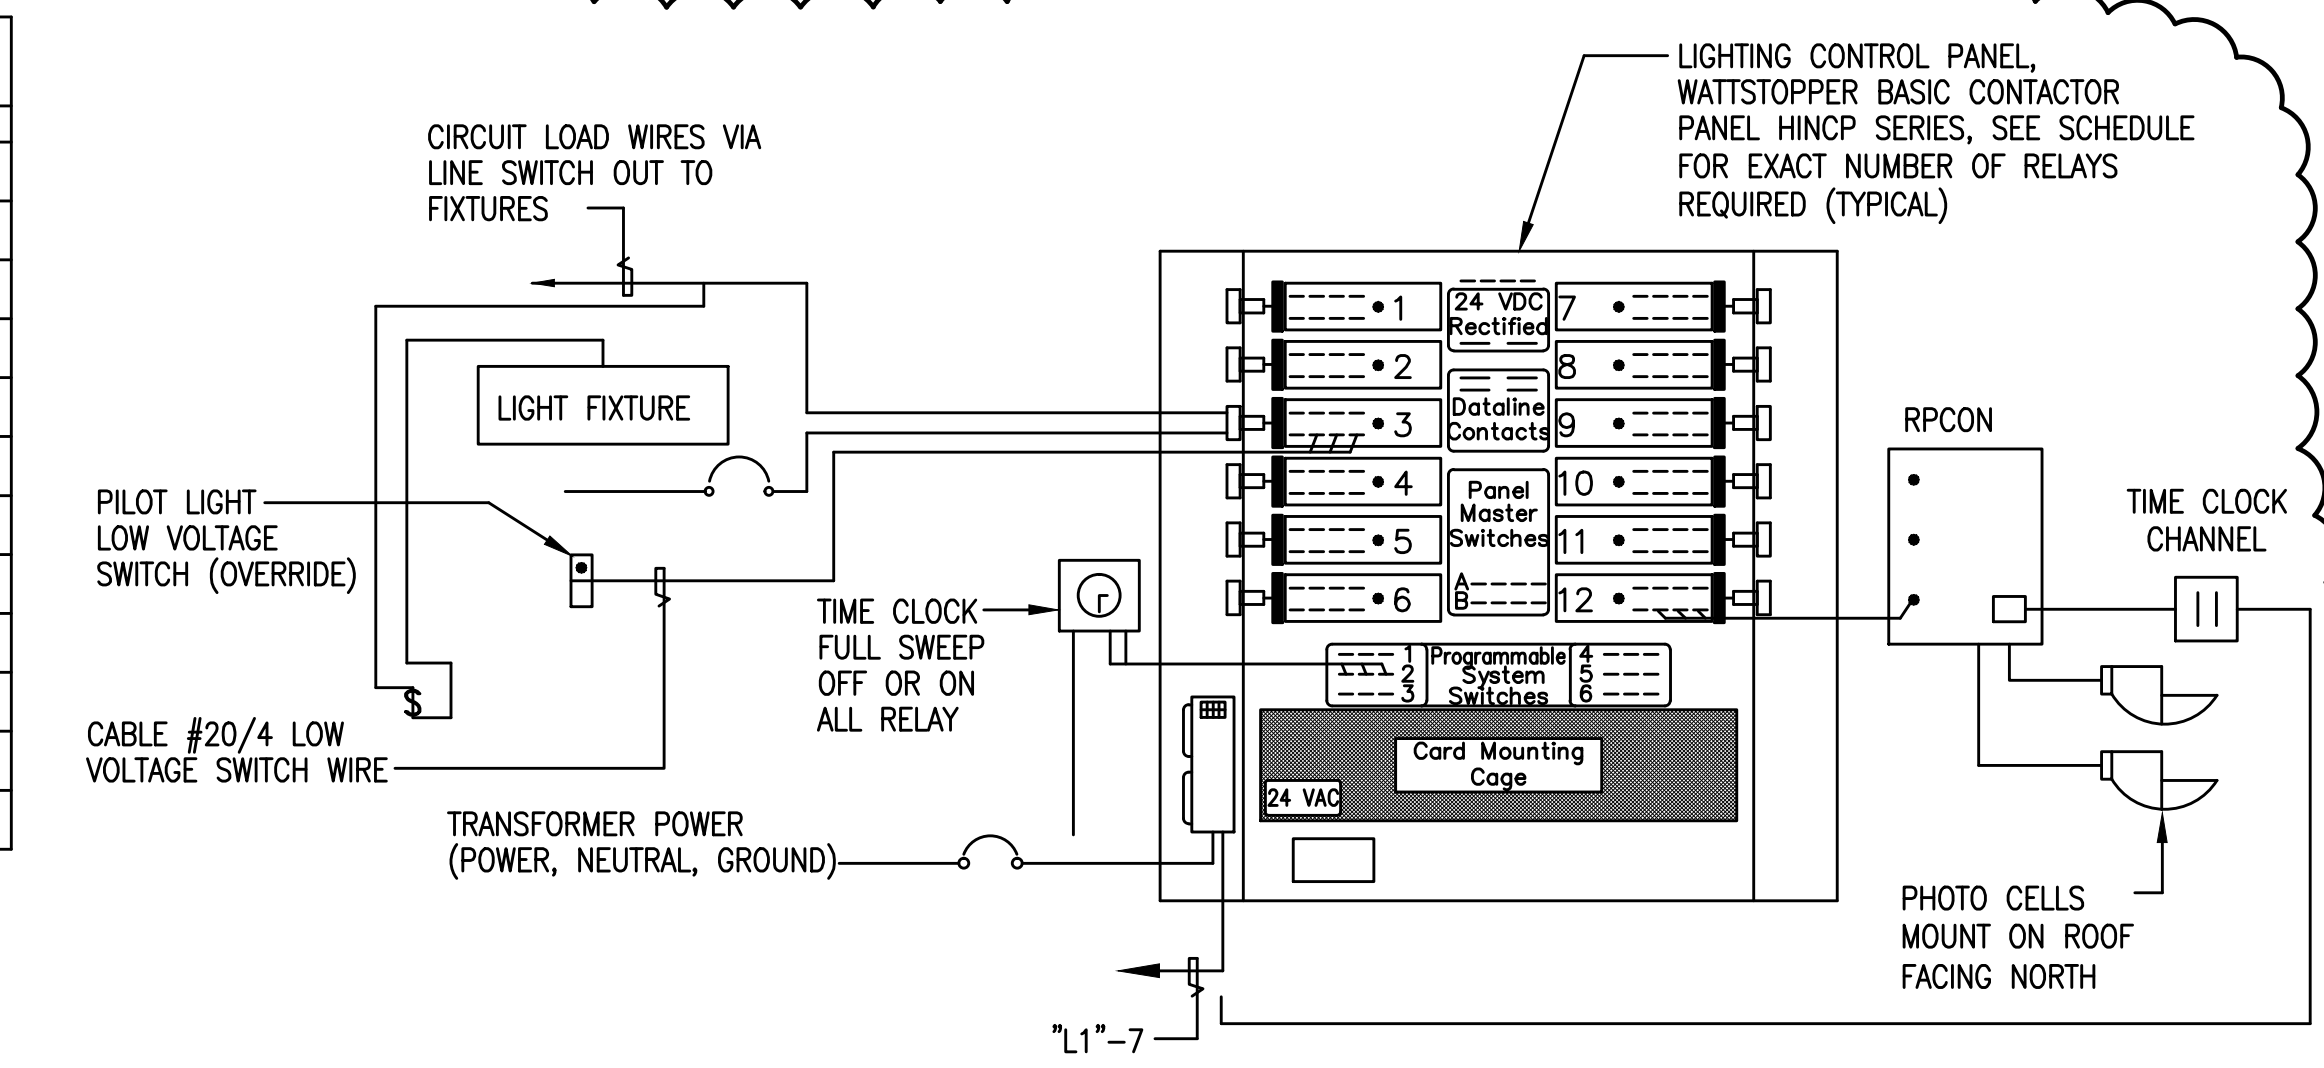 LIGHTING CONTROL PANEL,
WATTSTOPPER BASIC CONTACTOR
PANEL HINCP SERIES, SEE SCHEDULE
FOR EXACT NUMBER OF RELAYS
REQUIRED (TYPICAL)
CIRCUIT LOAD WIRES VIA
LINE SWITCH OUT TO
FIXTURES
LIGHT FIXTURE
PILOT LIGHT
LOW VOLTAGE
SWITCH (OVERRIDE)
$
CABLE #20/4 LOW
VOLTAGE SWITCH WIRE
TIME CLOCK
FULL SWEEP
OFF OR ON
ALL RELAY
TRANSFORMER POWER
(POWER, NEUTRAL, GROUND)
1
2
3
4
5
6
24 VDC
Rectified
Dataline
Contacts
Panel
Master
Switches
A
B
7
8
9
10
11
12
1
2
3
Programmable
System
Switches
4
5
6
Card Mounting
Cage
24 VAC
RPCON
TIME CLOCK
CHANNEL
PHOTO CELLS
MOUNT ON ROOF
FACING NORTH
"L1"-7